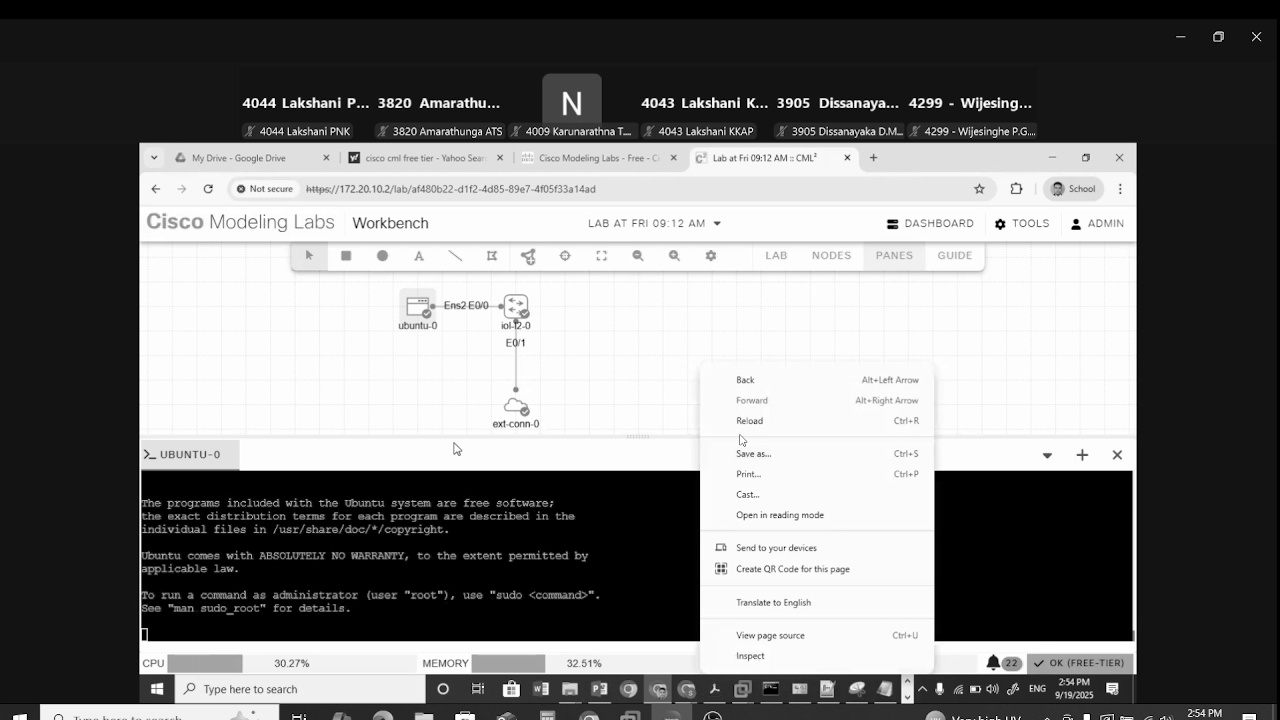 4044 Lakshani P... 3820 Amarathu... N 4043 Lakshani K... 3905 Dissanaya... 4299 - Wijesing...
4044 Lakshani PNK 3820 Amarathunga ATS 4009 Karunarathna T... 4043 Lakshani KKAP 3905 Dissanayaka D.M... 4299 - Wijesinghe P.G....
My Drive - Google Drive cisco cml free tier - Yahoo Sear Cisco Modeling Labs - Free - Ci Lab at Fri 09:12 AM :: CML²
Not secure https://172.20.10.2/lab/af480b22-d1f2-4d85-89e7-4f05f33a14ad School
Cisco Modeling Labs Workbench LAB AT FRI 09:12 AM DASHBOARD TOOLS ADMIN
A LAB NODES PANES GUIDE
Ens2 E0/0
ubuntu-0 iol-l2-0
E0/1
ext-conn-0
Back Alt+Left Arrow
Forward Alt+Right Arrow
Reload Ctrl+R
Save as... Ctrl+S
Print... Ctrl+P
Cast...
Open in reading mode
Send to your devices
Create QR Code for this page
Translate to English
View page source Ctrl+U
Inspect
UBUNTU-0
The programs included with the Ubuntu system are free software;
the exact distribution terms for each program are described in the
individual files in /usr/share/doc/*/copyright.
Ubuntu comes with ABSOLUTELY NO WARRANTY, to the extent permitted by
applicable law.
To run a command as administrator (user "root"), use "sudo <command>".
See "man sudo_root" for details.
CPU 30.27% MEMORY 32.51% 22 OK (FREE-TIER)
Type here to search ENG 2:54 PM
9/19/2025
Type here to search 2:54 PM